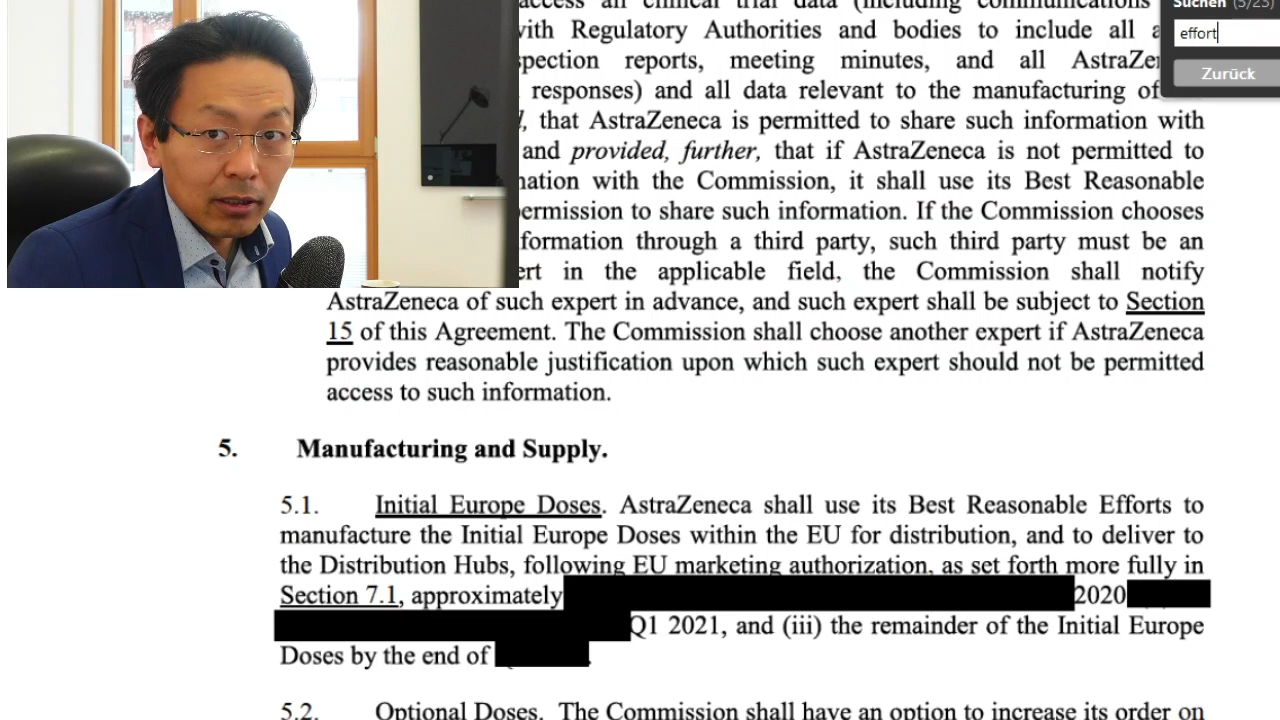 access all clinical trial data (including communications
with Regulatory Authorities and bodies to include all
spection reports, meeting minutes, and all
responses) and all data relevant to the manufacturing of
that AstraZeneca is permitted to share such information with
and provided, further, that if AstraZeneca is not permitted to
with the Commission, it shall use its Best Reasonable
ermission to share such information. If the Commission chooses
formation through a third party, such third party must be an
in the applicable field, the Commission shall notify
AstraZeneca of such expert in advance, and such expert shall be subject to Section
15 of this Agreement. The Commission shall choose another expert if AstraZeneca
provides reasonable justification upon which such expert should not be permitted
access to such information.
5. Manufacturing and Supply.
5.1. Initial Europe Doses. AstraZeneca shall use its Best Reasonable Efforts to
manufacture the Initial Europe Doses within the EU for distribution, and to deliver to
the Distribution Hubs, following EU marketing authorization, as set forth more fully in
Section 7.1, approximately 2020
Q1 2021, and (iii) the remainder of the Initial Europe
Doses by the end of
5.2. Optional Doses. The Commission shall have an option to increase its order on
Suchen (5/23)
effort
Zurück